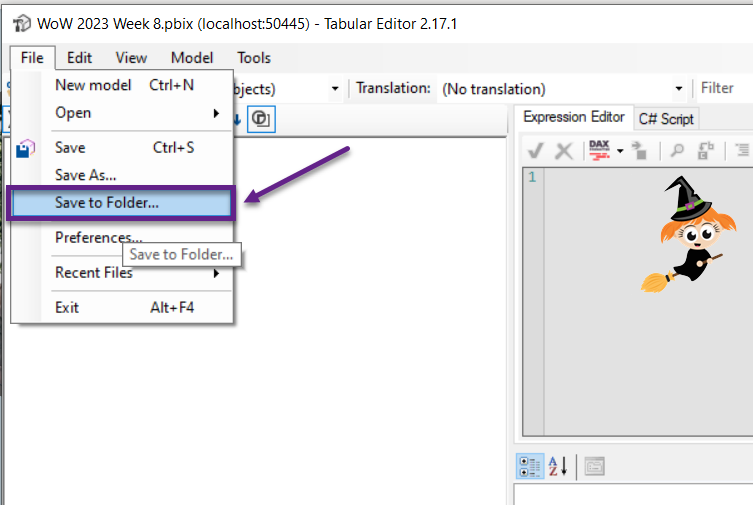 WoW 2023 Week 8.pbix (localhost:50445) - Tabular Editor 2.17.1
File Edit View Model Tools
bjects) Translation: (No translation) Filter
New model Ctrl+N
Open
Save Ctrl+S
Save As...
Save to Folder...
Preferences...
Save to Folder...
Recent Files
Exit Alt+F4
Expression Editor C# Script
DAX
1
A
Z